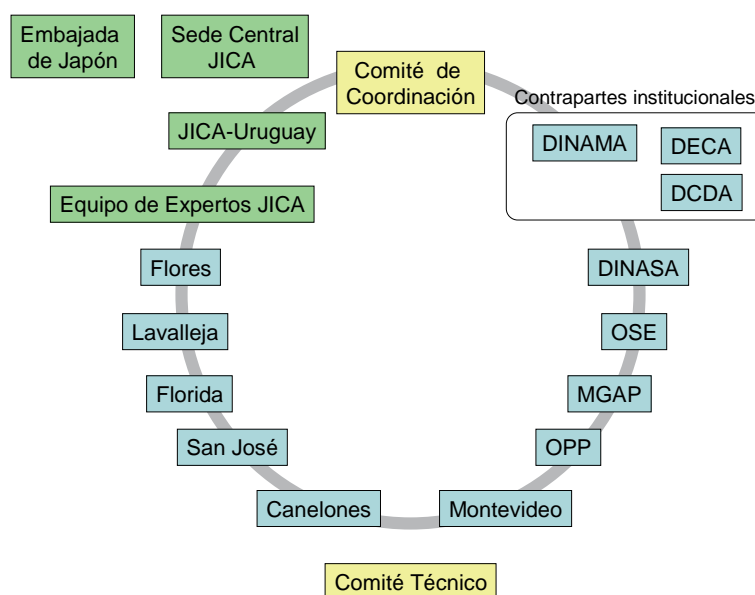 Embajada
de Japón
Sede Central
JICA
Comité de
Coordinación
Contrapartes institucionales
JICA-Uruguay
DINAMA
DECA
DCDA
Equipo de Expertos JICA
Flores
DINASA
Lavalleja
OSE
Florida
MGAP
San José
OPP
Canelones
Montevideo
Comité Técnico